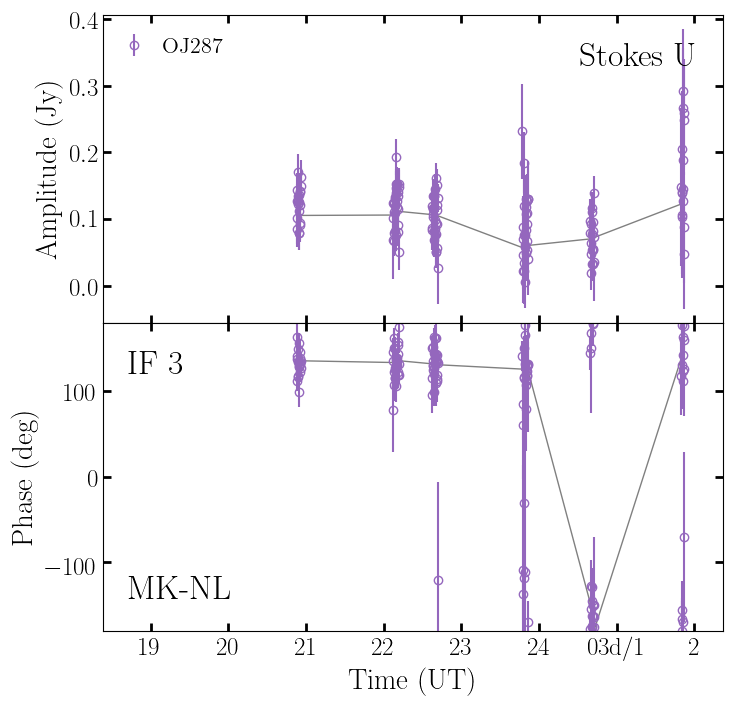 0.4
OJ287
Stokes U
0.3
0.2
0.1
0.0
Amplitude (Jy)
IF 3
100
0
−100
Phase (deg)
MK-NL
19 20 21 22 23 24 03d/1 2
Time (UT)